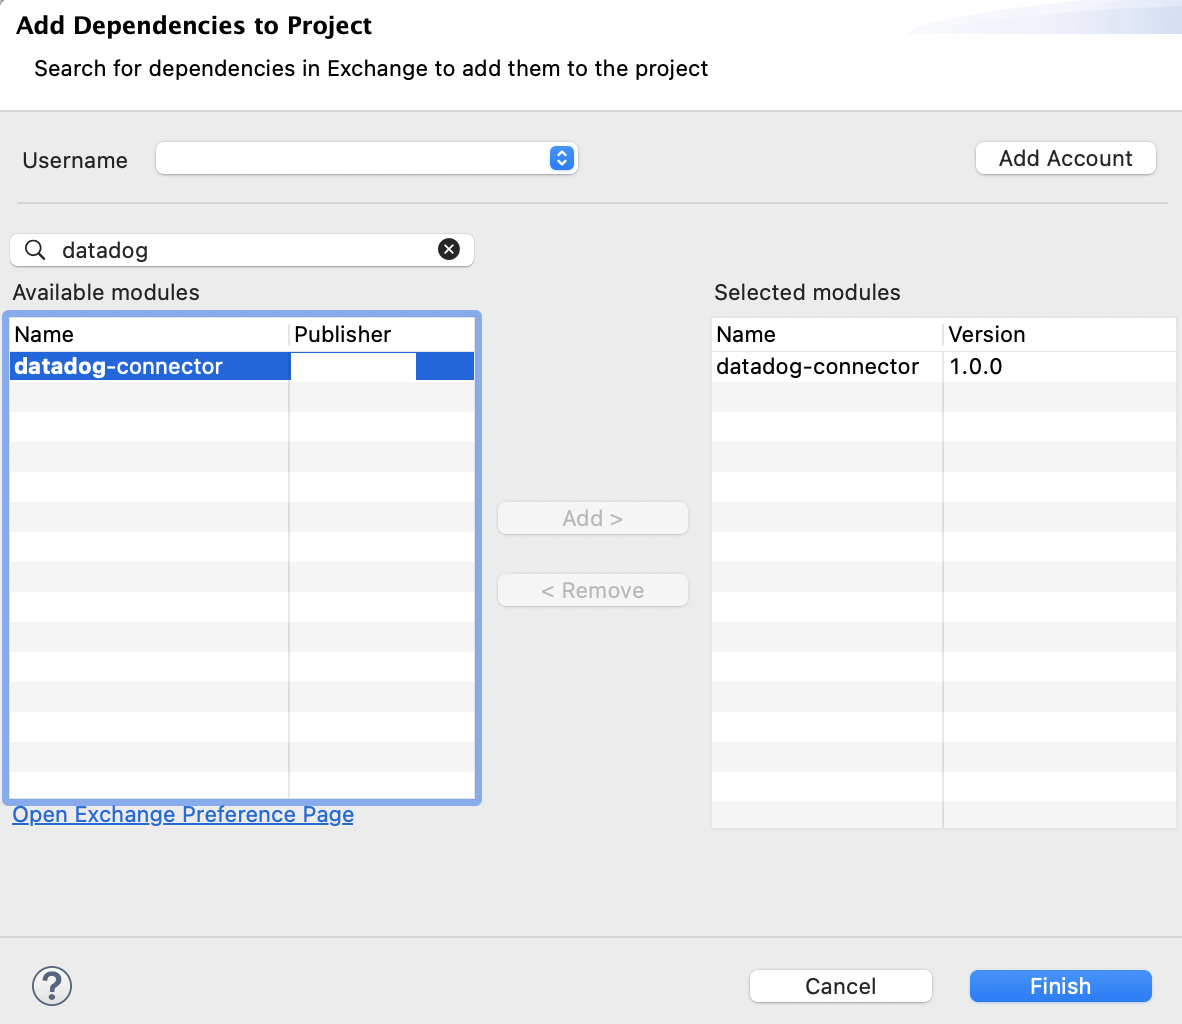 Add Dependencies to Project
Search for dependencies in Exchange to add them to the project
Username
Add Account
datadog
Available modules
Selected modules
Name Publisher
Name Version
datadog-connector
datadog-connector 1.0.0
Add >
< Remove
Open Exchange Preference Page
?
Cancel
Finish